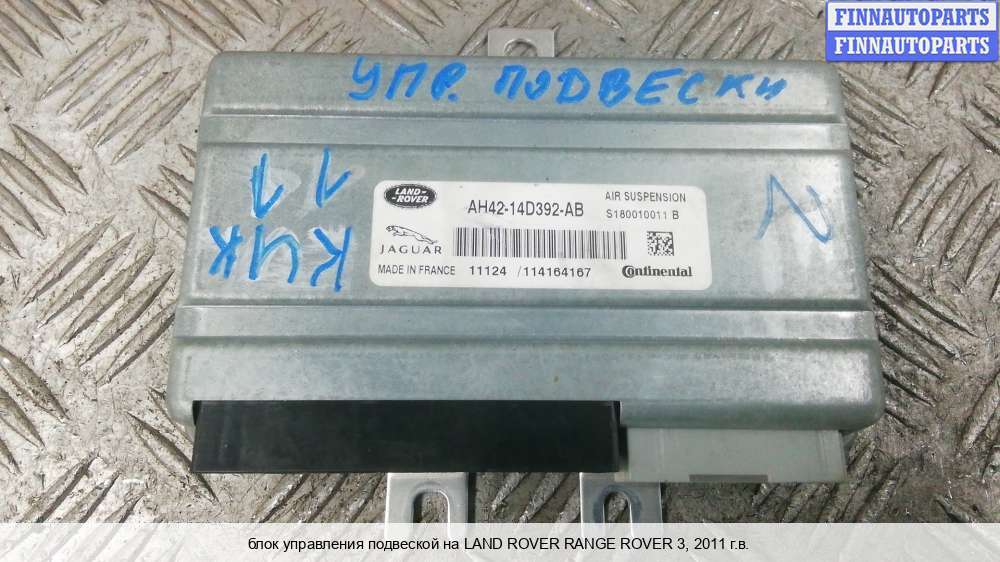 FINNAUTOPARTS
FINNAUTOPARTS
УПР. ПОДВЕСКИ
11
КИЖ
LAND-
ROVER
AH42-14D392-AB
AIR SUSPENSION
S180010011 B
JAGUAR
MADE IN FRANCE 11124 /114164167 Continental
блок управления подвеской на LAND ROVER RANGE ROVER 3, 2011 г.в.